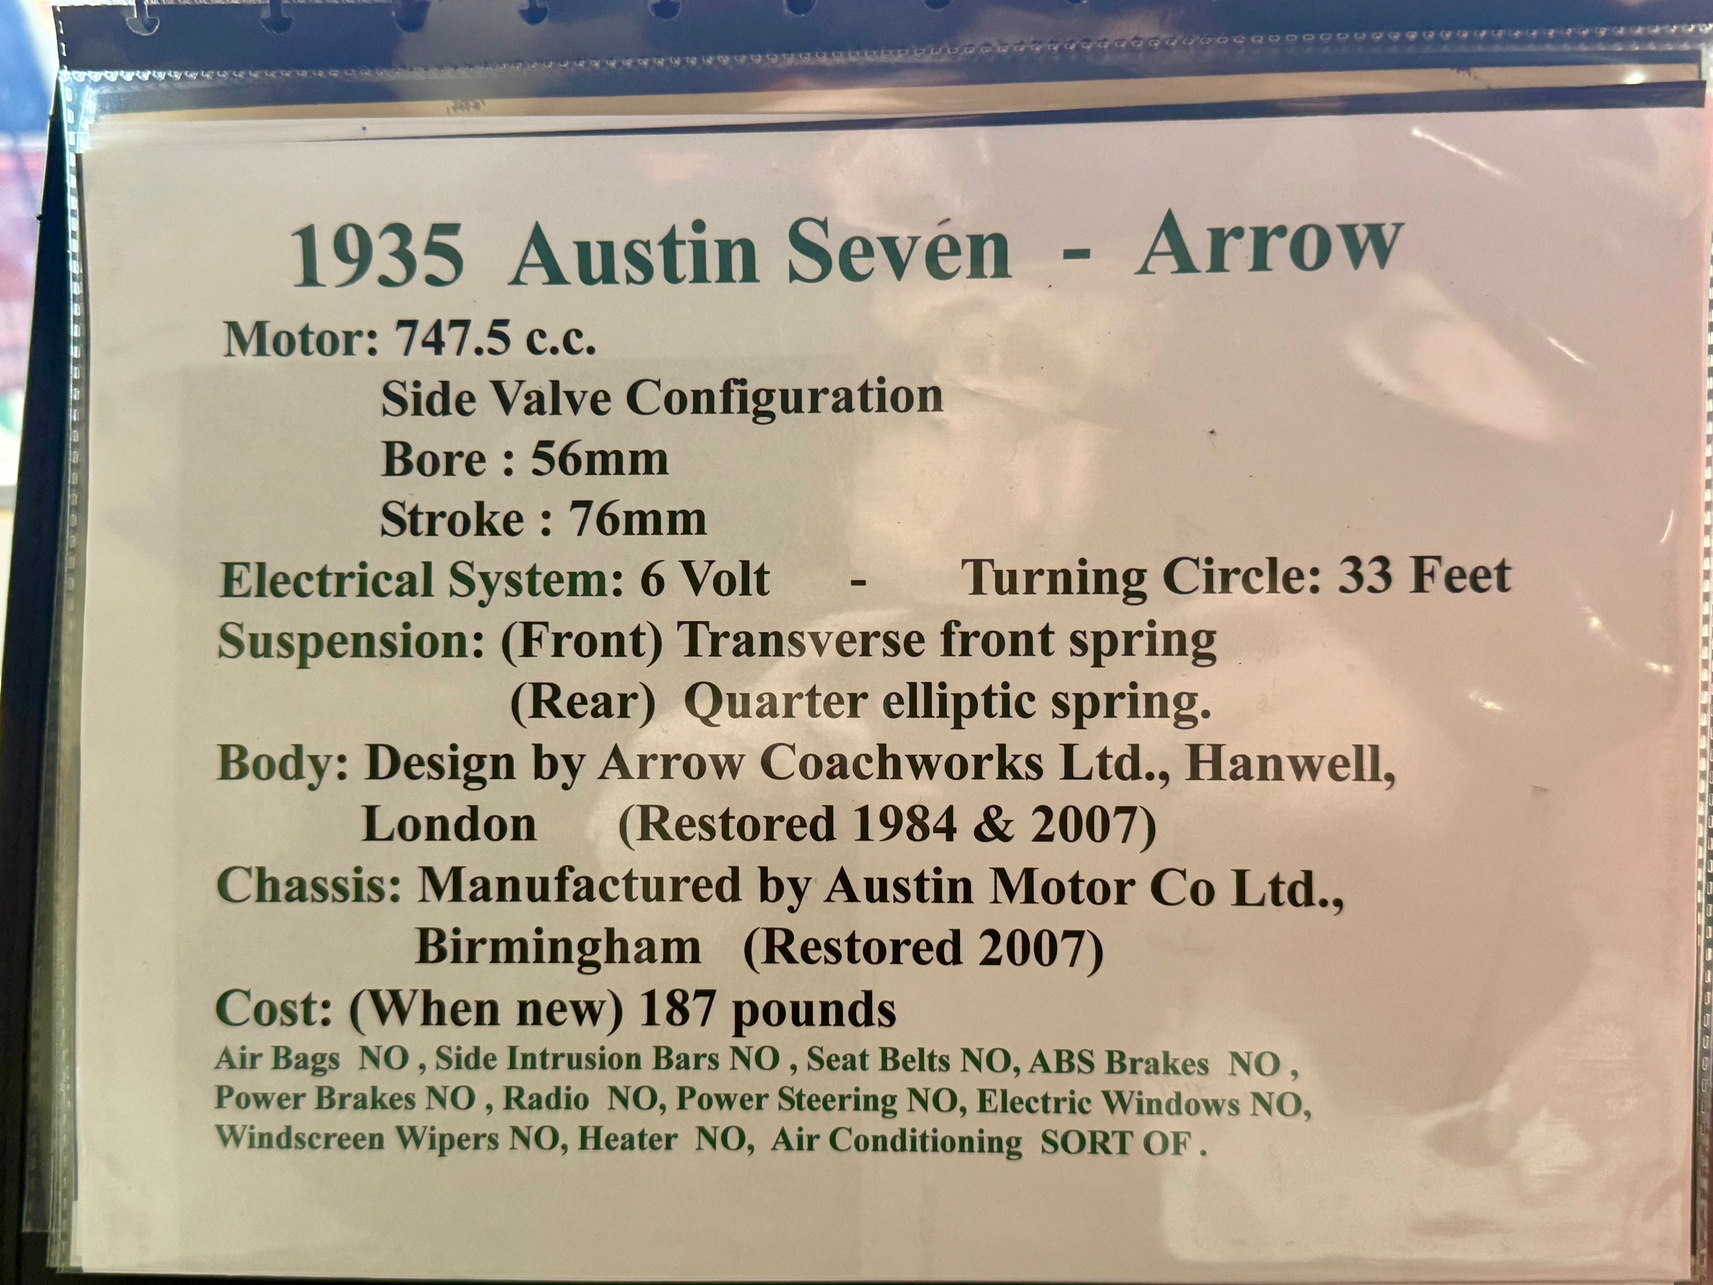 1935 Austin Seven - Arrow
Motor: 747.5 c.c.
Side Valve Configuration
Bore : 56mm
Stroke : 76mm
Electrical System: 6 Volt - Turning Circle: 33 Feet
Suspension: (Front) Transverse front spring
(Rear) Quarter elliptic spring.
Body: Design by Arrow Coachworks Ltd., Hanwell,
London (Restored 1984 & 2007)
Chassis: Manufactured by Austin Motor Co Ltd.,
Birmingham (Restored 2007)
Cost: (When new) 187 pounds
Air Bags NO , Side Intrusion Bars NO , Seat Belts NO, ABS Brakes NO ,
Power Brakes NO , Radio NO, Power Steering NO, Electric Windows NO,
Windscreen Wipers NO, Heater NO, Air Conditioning SORT OF .